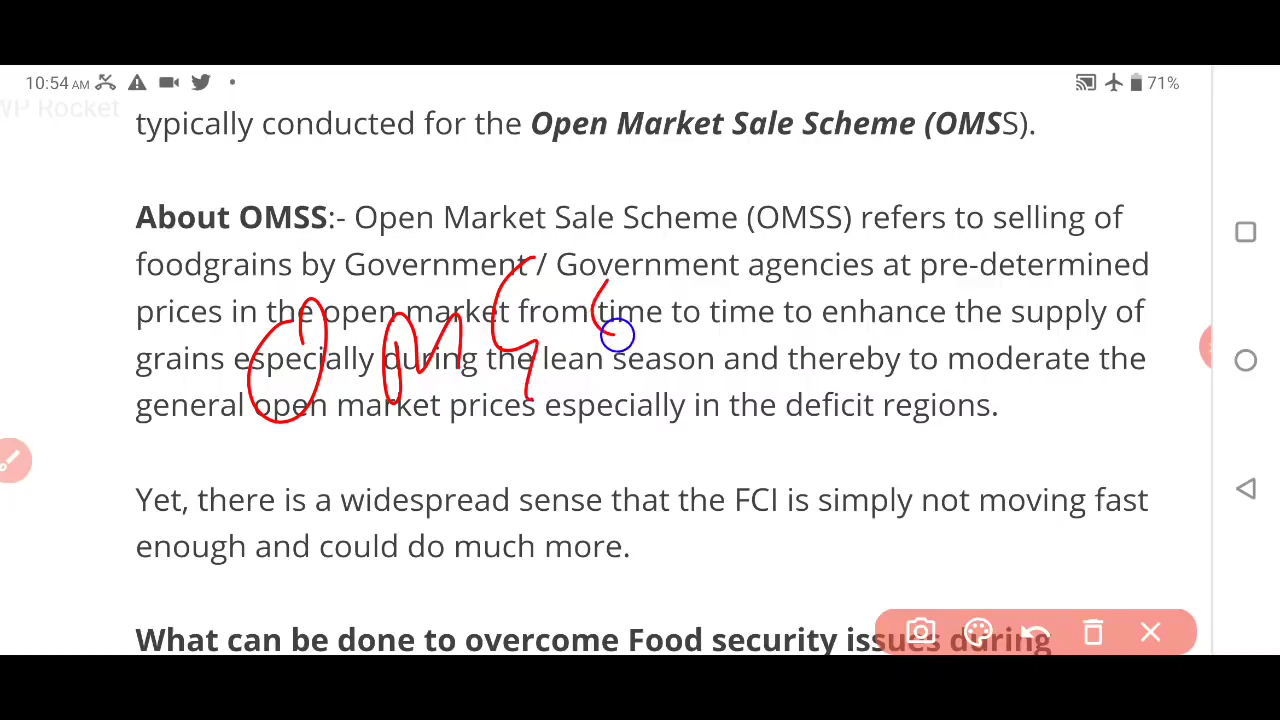 10:54 AM
71%
WP Rocket
typically conducted for the Open Market Sale Scheme (OMSS).
About OMSS:- Open Market Sale Scheme (OMSS) refers to selling of
foodgrains by Government / Government agencies at pre-determined
prices in the open market from time to time to enhance the supply of
grains especially during the lean season and thereby to moderate the
general open market prices especially in the deficit regions.
OMS
Yet, there is a widespread sense that the FCI is simply not moving fast
enough and could do much more.
What can be done to overcome Food security issues during